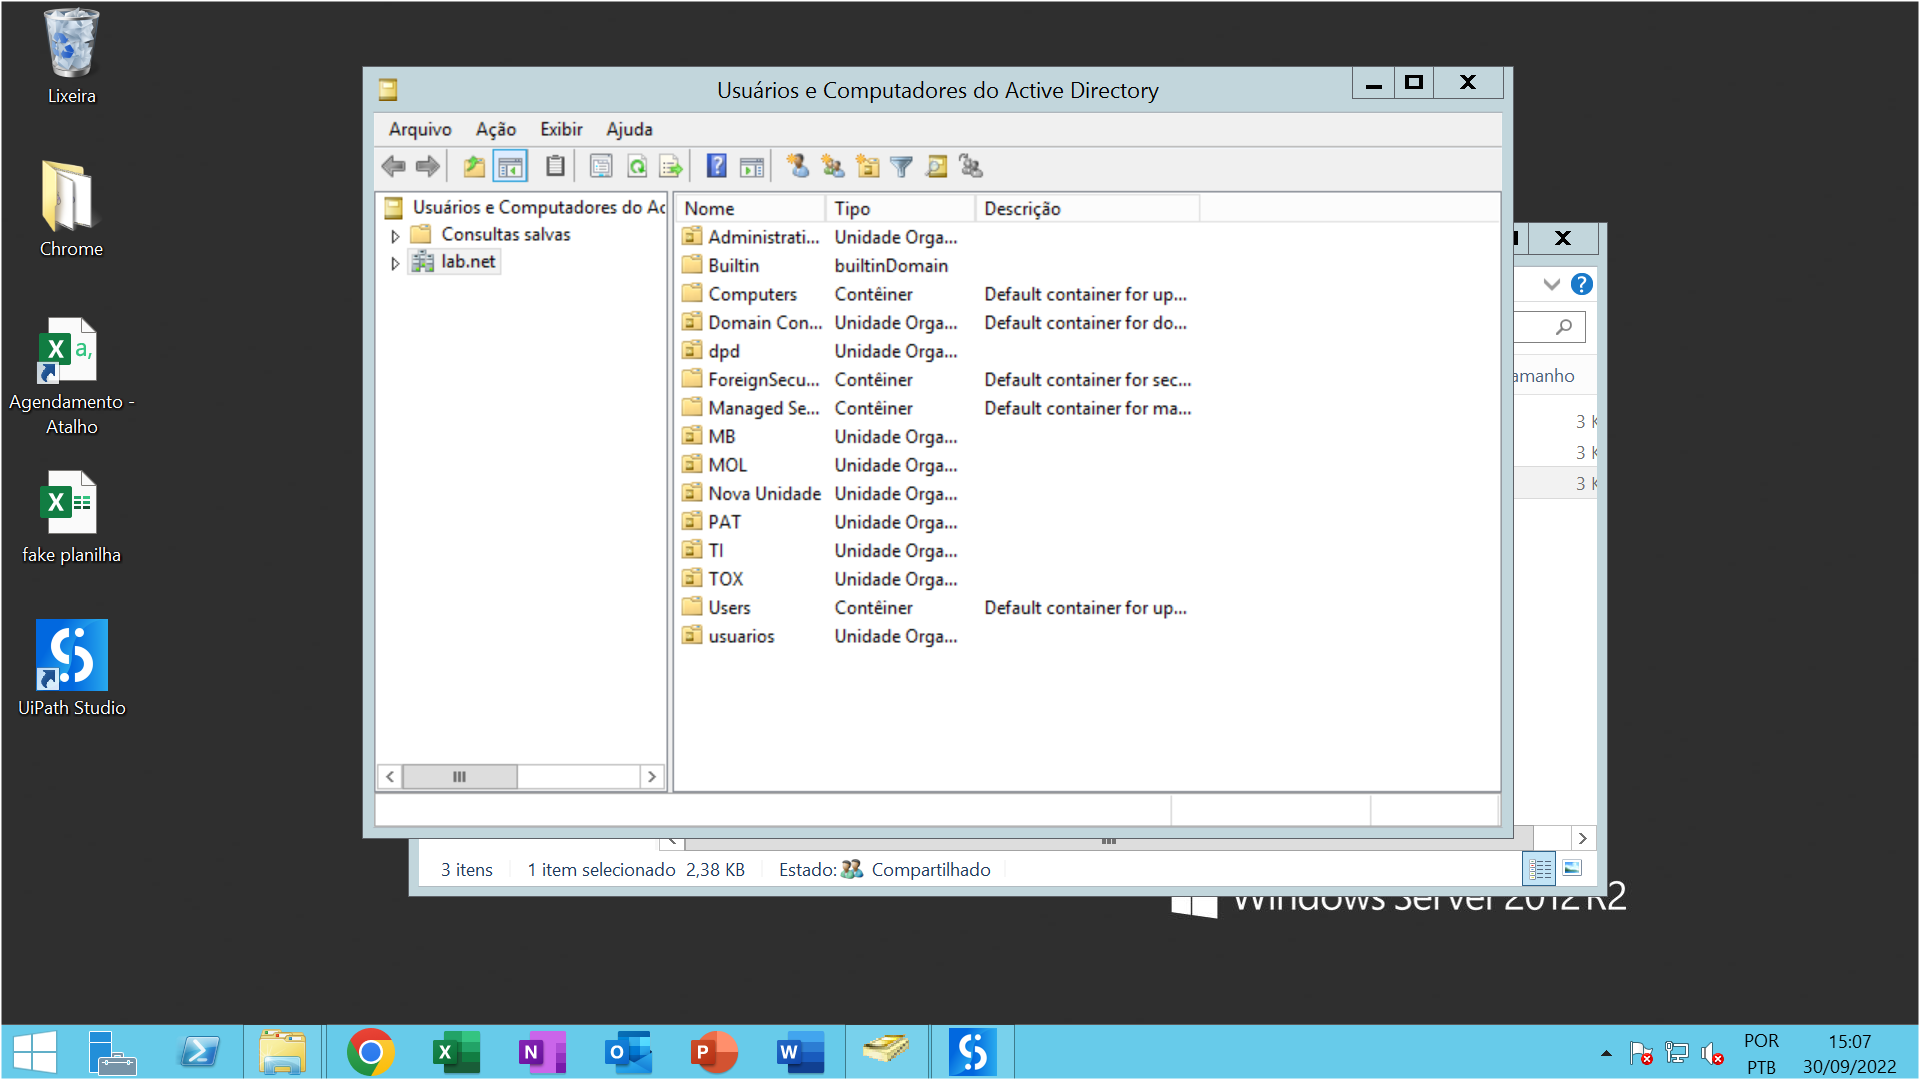 Lixeira
Chrome
Agendamento -
Atalho
fake planilha
UiPath Studio
Usuários e Computadores do Active Directory
Arquivo Ação Exibir Ajuda
Usuários e Computadores do Ac
Consultas salvas
lab.net
Nome Tipo Descrição
Administrati... Unidade Orga...
Builtin builtinDomain
Computers Contêiner Default container for up...
Domain Con... Unidade Orga... Default container for do...
dpd Unidade Orga...
ForeignSecu... Contêiner Default container for sec...
Managed Se... Contêiner Default container for ma...
MB Unidade Orga...
MOL Unidade Orga...
Nova Unidade Unidade Orga...
PAT Unidade Orga...
TI Unidade Orga...
TOX Unidade Orga...
Users Contêiner Default container for up...
usuarios Unidade Orga...
amanho
3 K
3 K
3 K
3 itens 1 item selecionado 2,38 KB Estado: Compartilhado
Windows Server 2012 R2
POR
PTB
15:07
30/09/2022